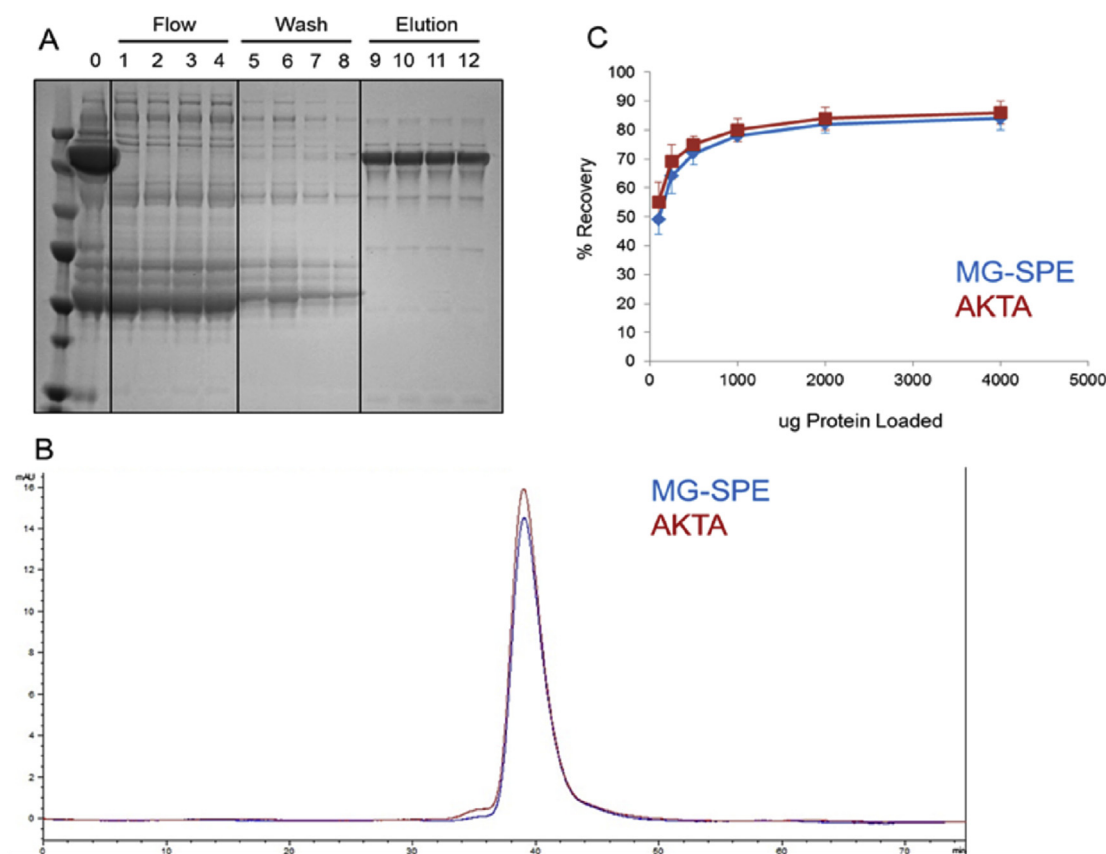 A
Flow Wash Elution
0 1 2 3 4 5 6 7 8 9 10 11 12
C
100
90
80
70
60
50
40
30
20
10
0
% Recovery
0 1000 2000 3000 4000 5000
ug Protein Loaded
MG-SPE
AKTA
B
mAU
16
14
12
10
8
6
4
2
0
0 10 20 30 40 50 60 70 min
MG-SPE
AKTA